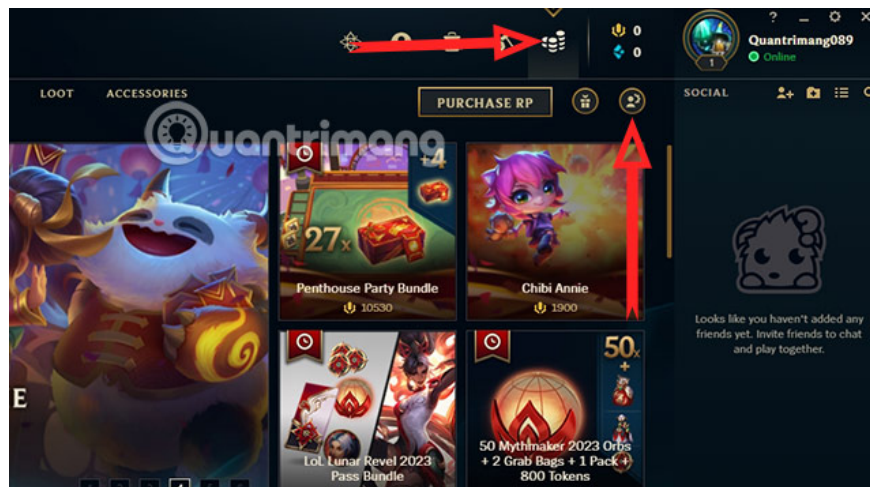 ? _
0
0
Quantrimang089
Online
1
LOOT ACCESSORIES
PURCHASE RP
SOCIAL
Quantrimang
+4
27x
Penthouse Party Bundle
10530
Chibi Annie
1900
Looks like you haven't added any
friends yet. Invite friends to chat
and play together.
E
LoL Lunar Revel 2023
Pass Bundle
50x
+
50 Mythmaker 2023 Orbs
+ 2 Grab Bags + 1 Pack +
800 Tokens
4